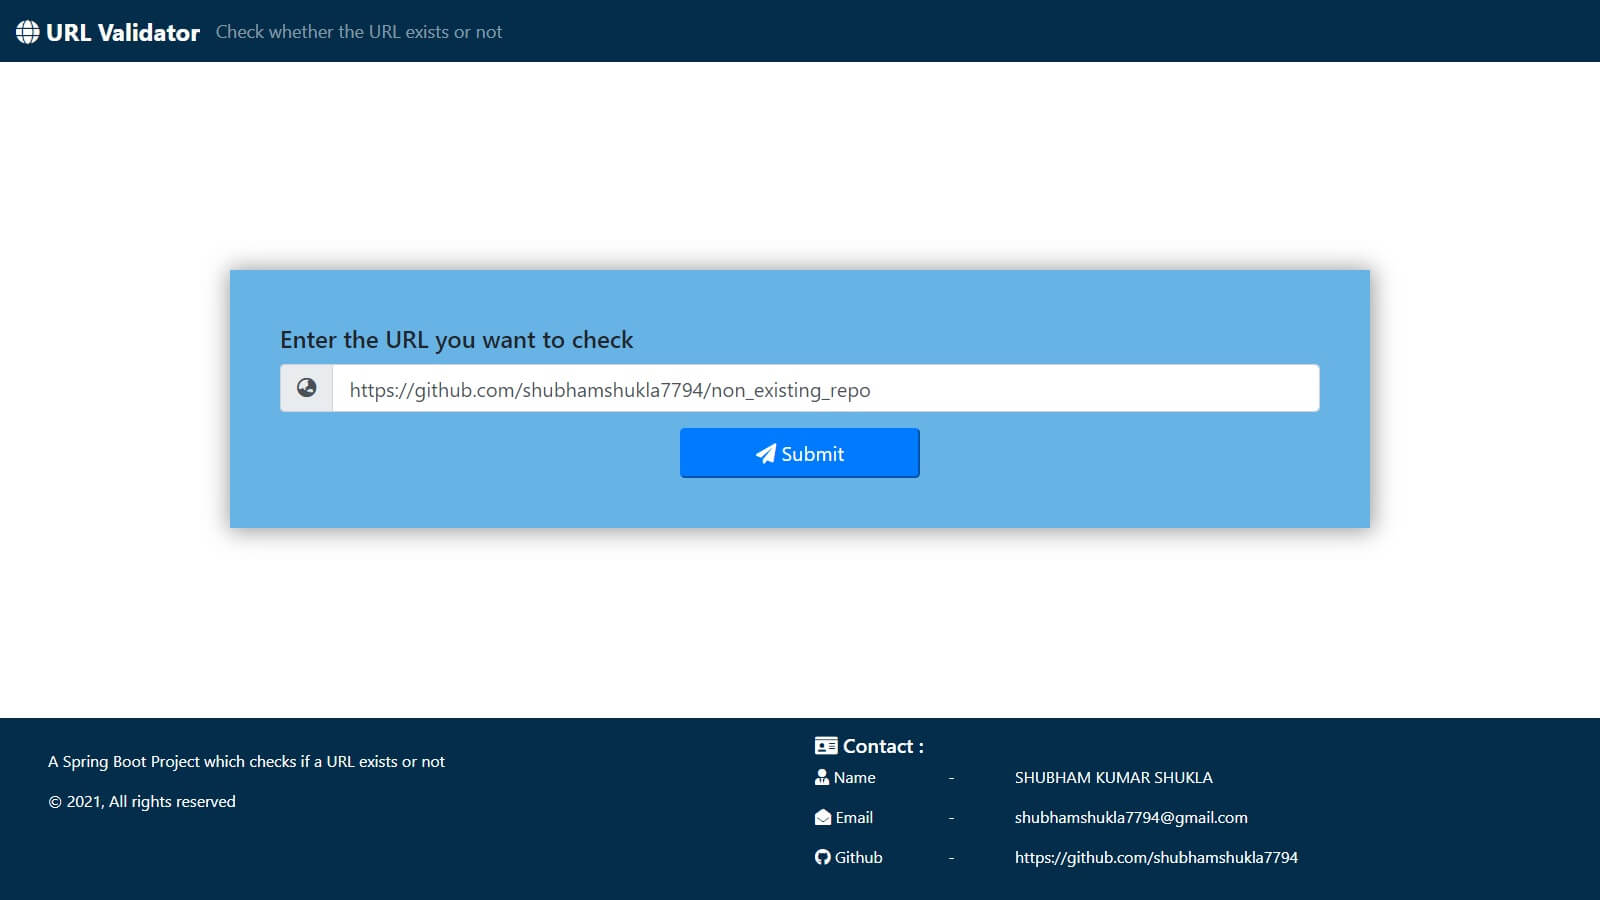 URL Validator Check whether the URL exists or not
Enter the URL you want to check
https://github.com/shubhamshukla7794/non_existing_repo
Submit
A Spring Boot Project which checks if a URL exists or not
© 2021, All rights reserved
Contact :
Name - SHUBHAM KUMAR SHUKLA
Email - shubhamshukla7794@gmail.com
Github - https://github.com/shubhamshukla7794